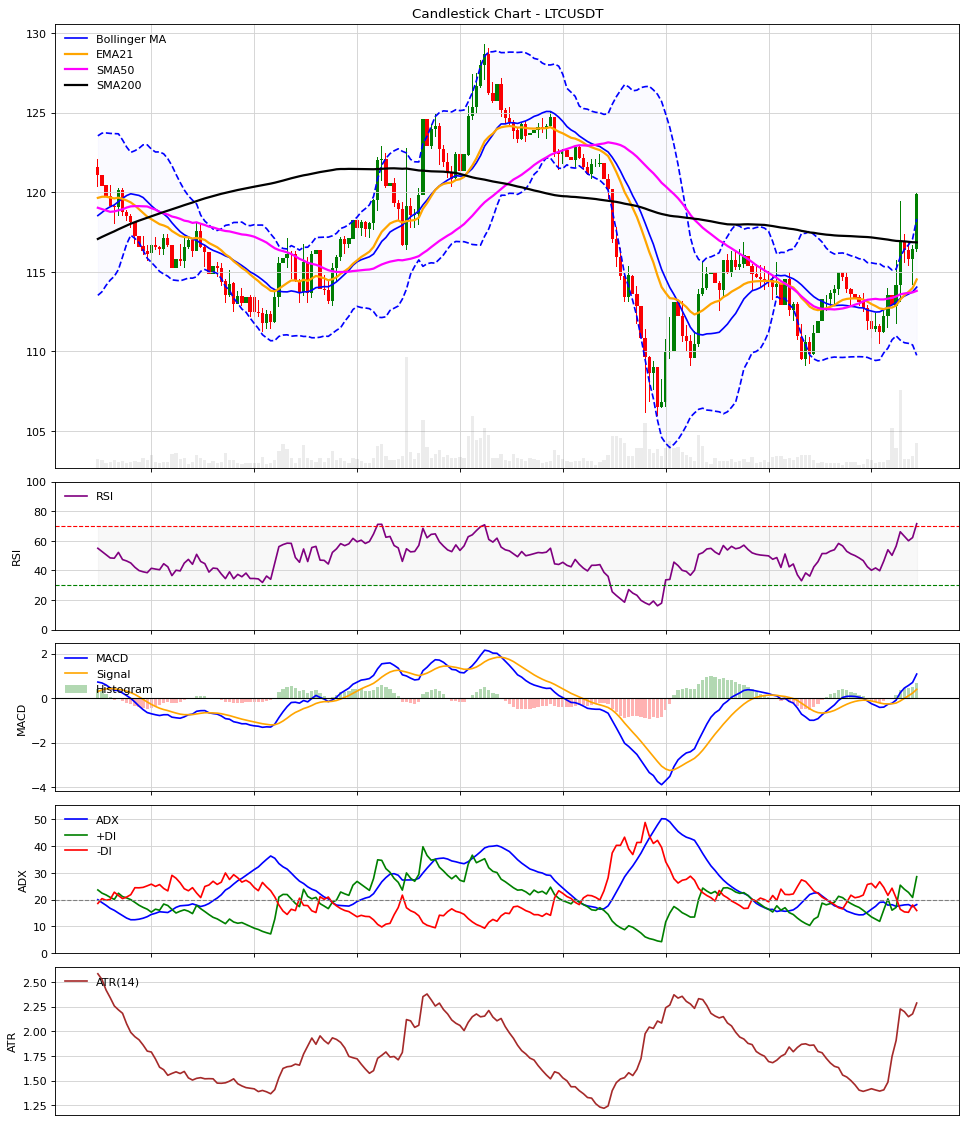 Candlestick Chart - LTCUSDT
Bollinger MA
EMA21
SMA50
SMA200
130
125
120
115
110
105
RSI
RSI
100
80
60
40
20
0
MACD
Signal
Histogram
MACD
2
0
−2
−4
ADX
+DI
-DI
ADX
50
40
30
20
10
0
ATR(14)
ATR
2.50
2.25
2.00
1.75
1.50
1.25